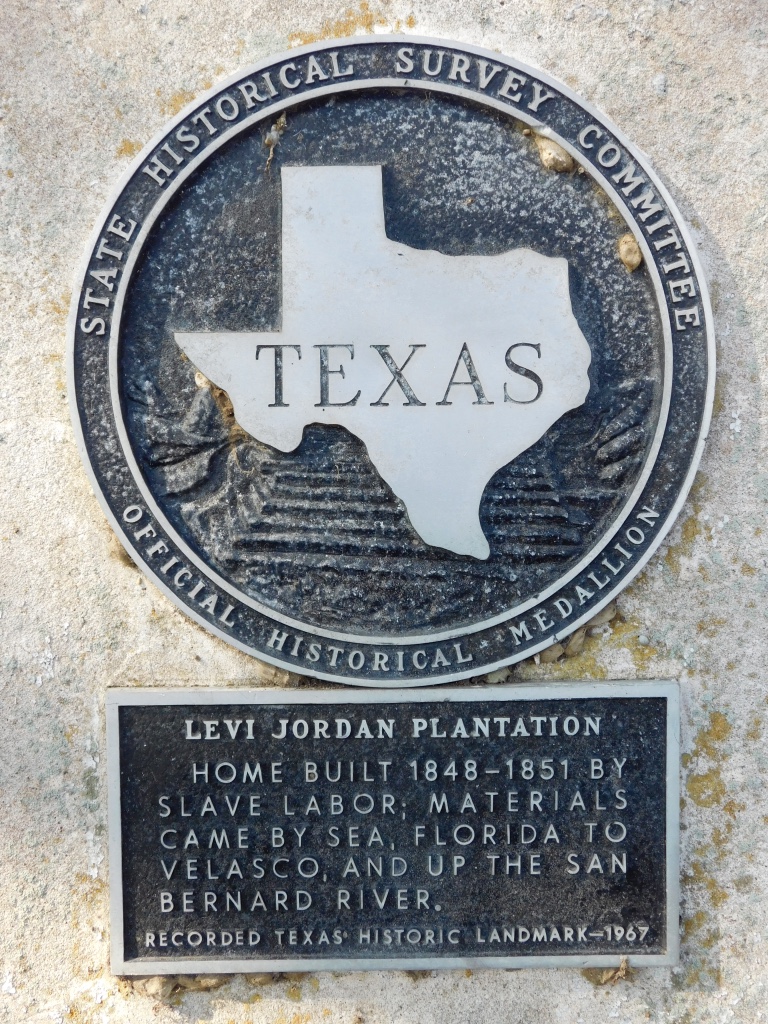 STATE HISTORICAL SURVEY COMMITTEE
TEXAS
OFFICIAL HISTORICAL MEDALLION
LEVI JORDAN PLANTATION
HOME BUILT 1848–1851 BY
SLAVE LABOR; MATERIALS
CAME BY SEA, FLORIDA TO
VELASCO, AND UP THE SAN
BERNARD RIVER.
RECORDED TEXAS HISTORIC LANDMARK–1967